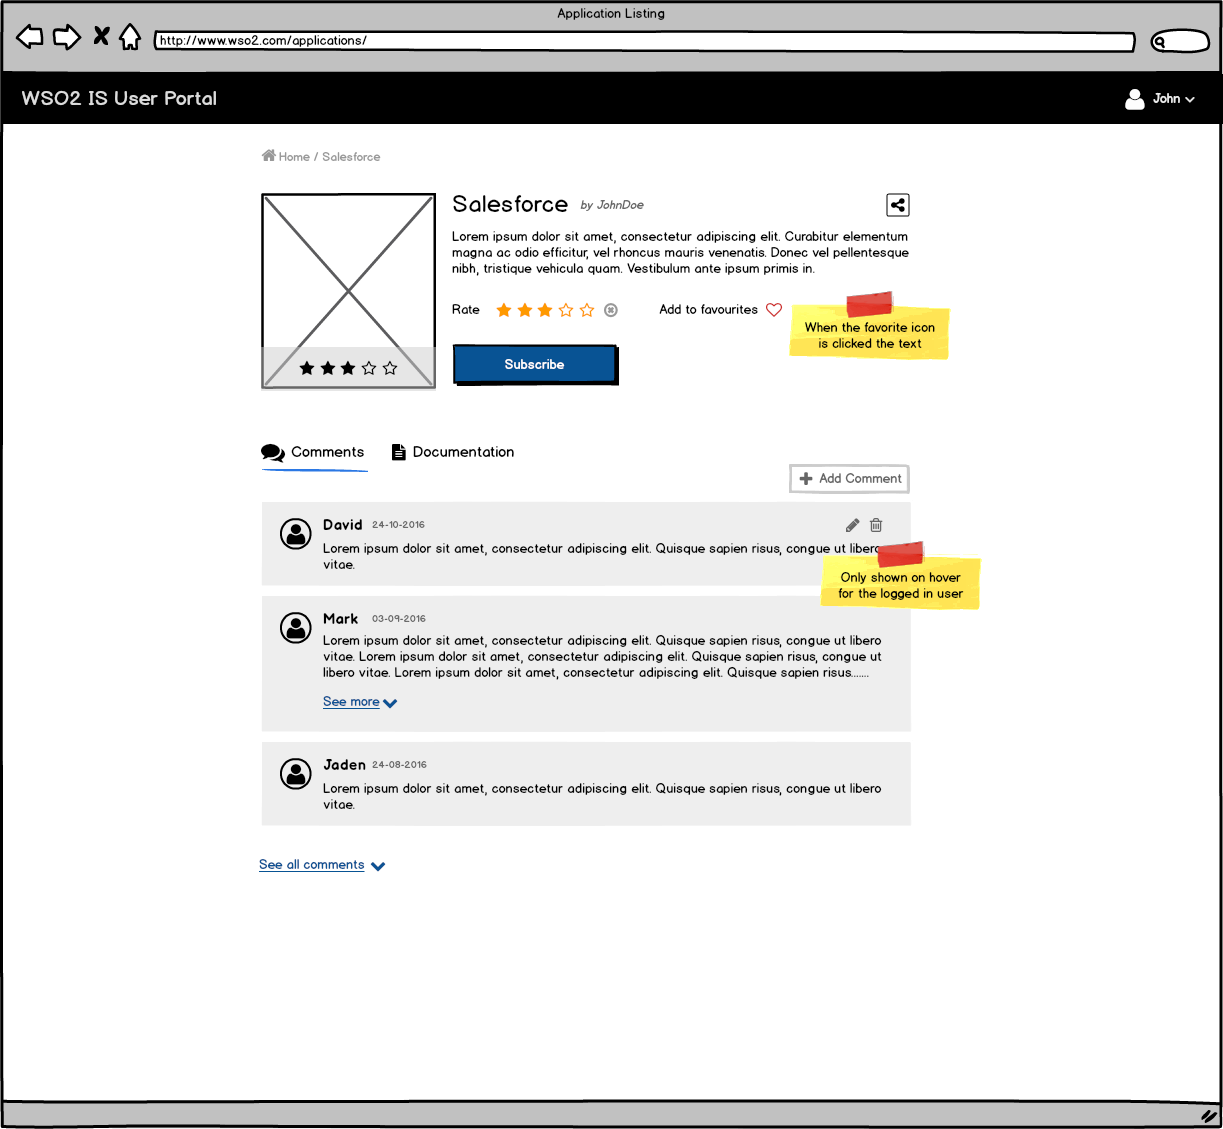 Application Listing
http://www.wso2.com/applications/
WSO2 IS User Portal
John
Home / Salesforce
Salesforce by JohnDoe
Lorem ipsum dolor sit amet, consectetur adipiscing elit. Curabitur elementum
magna ac odio efficitur, vel rhoncus mauris venenatis. Donec vel pellentesque
nibh, tristique vehicula quam. Vestibulum ante ipsum primis in.
Rate
Add to favourites
When the favorite icon
is clicked the text
Subscribe
Comments
Documentation
Add Comment
David 24-10-2016
Lorem ipsum dolor sit amet, consectetur adipiscing elit. Quisque sapien risus, congue ut libero
vitae.
Only shown on hover
for the logged in user
Mark 03-09-2016
Lorem ipsum dolor sit amet, consectetur adipiscing elit. Quisque sapien risus, congue ut libero
vitae. Lorem ipsum dolor sit amet, consectetur adipiscing elit. Quisque sapien risus, congue ut
libero vitae. Lorem ipsum dolor sit amet, consectetur adipiscing elit. Quisque sapien risus.......
See more
Jaden 24-08-2016
Lorem ipsum dolor sit amet, consectetur adipiscing elit. Quisque sapien risus, congue ut libero
vitae.
See all comments